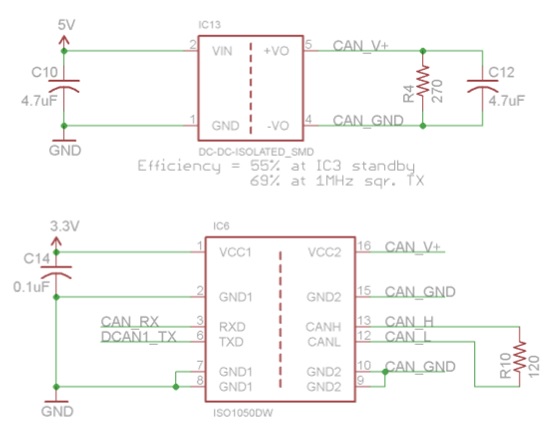 5V
IC13
2 VIN +VO 5 CAN_V+
C10
4.7uF
R4
270
C12
4.7uF
1 GND -VO 4 CAN_GND
GND
DC-DC-ISOLATED_SMD
Efficiency = 55% at IC3 standby
69% at 1MHz sqr. TX
3.3V
IC6
1 VCC1 VCC2 16 CAN_V+
C14
0.1uF
2 GND1 GND2 15 CAN_GND
CAN_RX 3 RXD CANH 13 CAN_H
DCAN1_TX 6 TXD CANL 12 CAN_L
R10
120
7 GND1 GND2 10 CAN_GND
8 GND1 GND2 9
GND
ISO1050DW